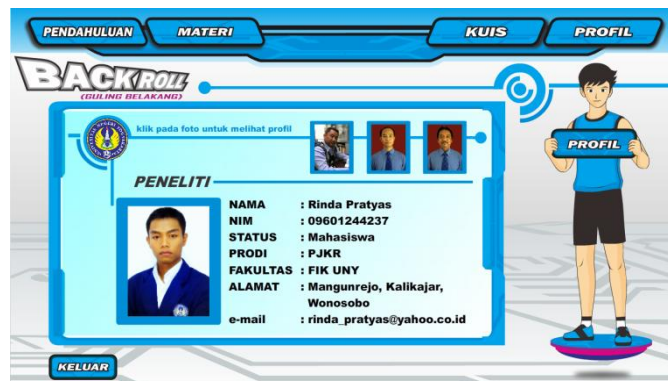 PENDAHULUAN
MATERI
KUIS
PROFIL
BACK ROLL
(GULING BELAKANG)
klik pada foto untuk melihat profil
PROFIL
PENELITI
NAMA : Rinda Pratyas
NIM : 09601244237
STATUS : Mahasiswa
PRODI : PJKR
FAKULTAS : FIK UNY
ALAMAT : Mangunrejo, Kalikajar,
Wonosobo
e-mail : rinda_pratyas@yahoo.co.id
KELUAR